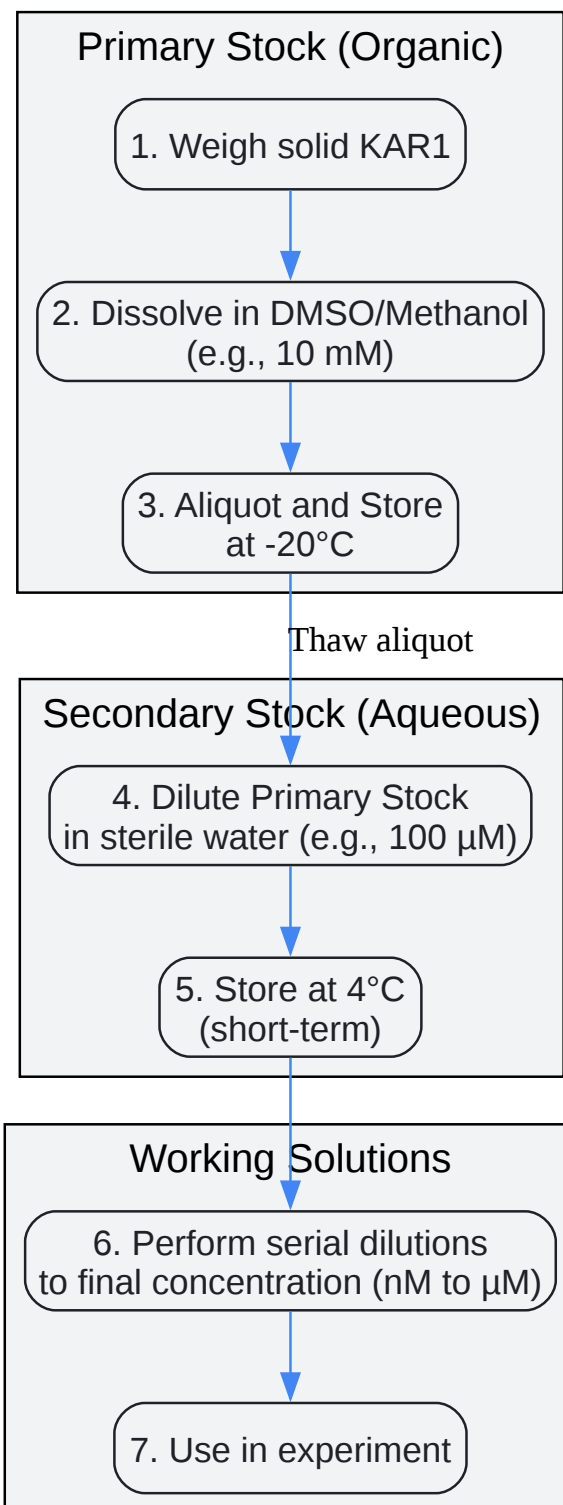 Primary Stock (Organic)
1. Weigh solid KAR1
2. Dissolve in DMSO/Methanol
(e.g., 10 mM)
3. Aliquot and Store
at -20°C
Thaw aliquot
Secondary Stock (Aqueous)
4. Dilute Primary Stock
in sterile water (e.g., 100 µM)
5. Store at 4°C
(short-term)
Working Solutions
6. Perform serial dilutions
to final concentration (nM to µM)
7. Use in experiment